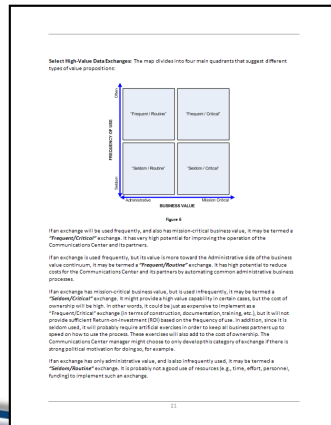 Select High-Value Data Exchanges: The map divides into four main quadrants that suggest different
types of value propositions:
Often
"Frequent / Routine"
"Frequent / Critical"
FREQUENCY OF USE
"Seldom / Routine"
"Seldom / Critical"
Seldom
Administrative
Mission Critical
BUSINESS VALUE
Figure 5
If an exchange will be used frequently, and also has mission-critical business value, it may be termed a
"Frequent/Critical" exchange. It has very high potential for improving the operation of the
Communications Center and its partners.
If an exchange is used frequently, but its value is more toward the Administrative side of the business
value continuum, it may be termed a "Frequent/Routine" exchange. It has high potential to reduce
costs for the Communications Center and its partners by automating common administrative business
processes.
If an exchange has mission-critical business value, but is used infrequently, it may be termed a
"Seldom/Critical" exchange. It might provide a high value capability in certain cases, but the cost of
ownership will be high. In other words, it could be just as expensive to implement as a
"Frequent/Critical" exchange (in terms of construction, documentation, training, etc.), but it will not
provide sufficient Return-on-Investment (ROI) based on the frequency of use. In addition, since it is
seldom used, it will probably require artificial exercises in order to keep all business partners up to
speed on how to use the process. These exercises will also add to the cost of ownership. The
Communications Center manager might choose to only develop this category of exchange if there is
strong political motivation for doing so, for example.
If an exchange has only administrative value, and is also infrequently used, it may be termed a
"Seldom/Routine" exchange. It is probably not a good use of resources (e.g., time, effort, personnel,
funding) to implement such an exchange.
21